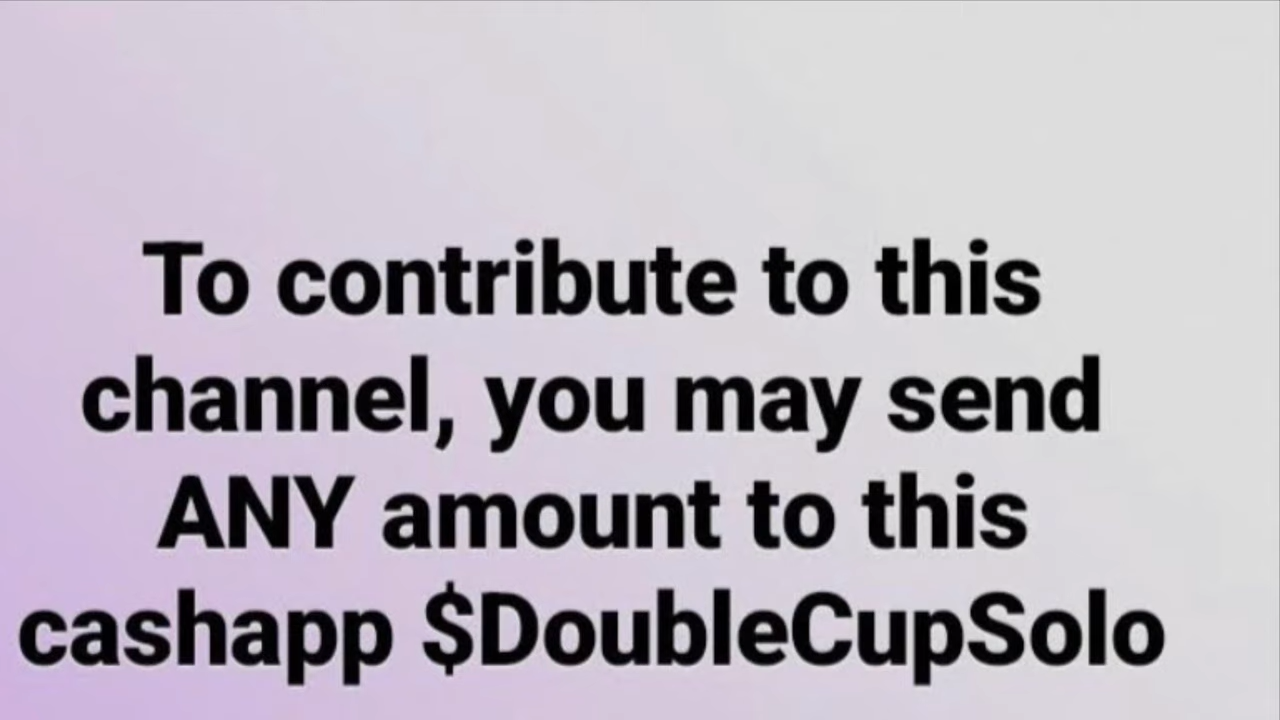 To contribute to this
channel, you may send
ANY amount to this
cashapp $DoubleCupSolo